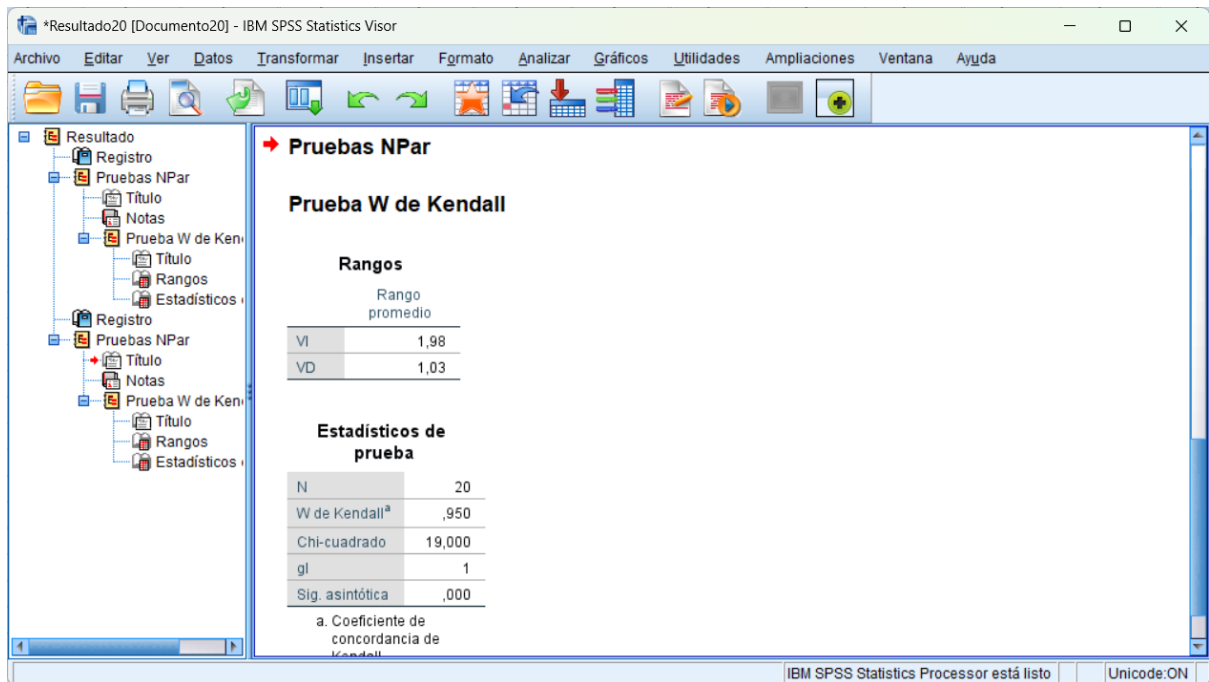 *Resultado20 [Documento20] - IBM SPSS Statistics Visor
Archivo Editar Ver Datos Transformar Insertar Formato Analizar Gráficos Utilidades Ampliaciones Ventana Ayuda
Resultado
Registro
Pruebas NPar
Título
Notas
Prueba W de Ken
Título
Rangos
Estadísticos
Registro
Pruebas NPar
Título
Notas
Prueba W de Ken
Título
Rangos
Estadísticos
Pruebas NPar
Prueba W de Kendall
Rangos
Rango
promedio
VI 1,98
VD 1,03
Estadísticos de
prueba
N 20
W de Kendallᵃ ,950
Chi-cuadrado 19,000
gl 1
Sig. asintótica ,000
a. Coeficiente de
concordancia de
Kendall
IBM SPSS Statistics Processor está listo Unicode:ON